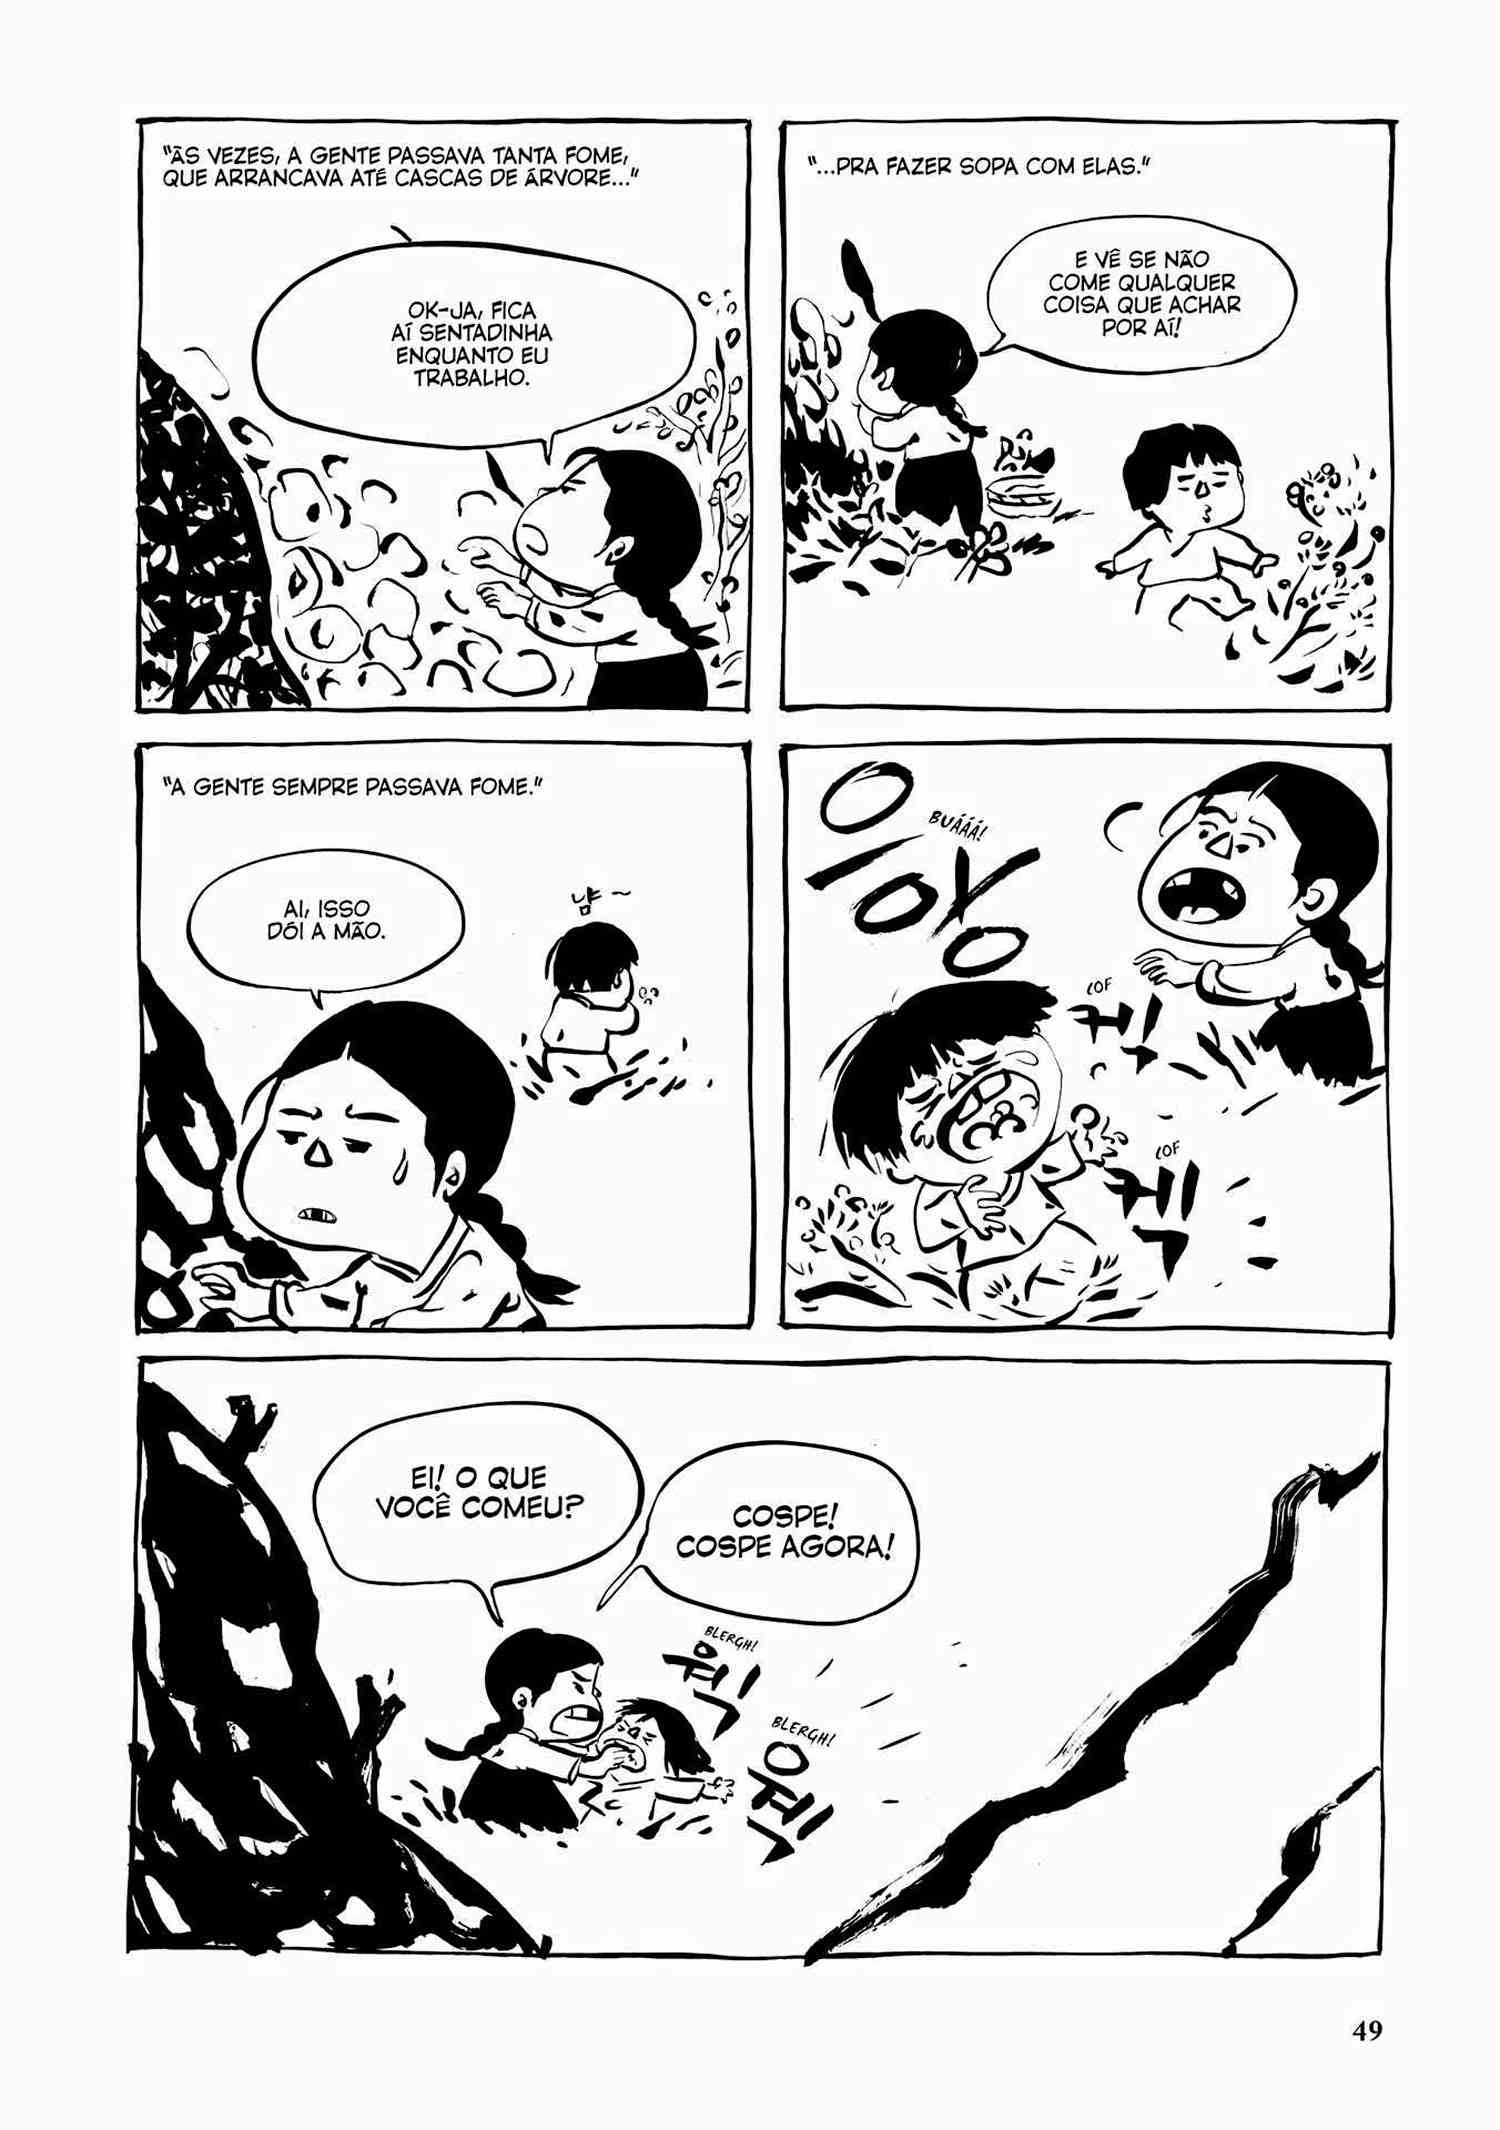 "ÀS VEZES, A GENTE PASSAVA TANTA FOME,
QUE ARRANCAVA ATÉ CASCAS DE ÁRVORE..."
OK-JA, FICA
AÍ SENTADINHA
ENQUANTO EU
TRABALHO.
"...PRA FAZER SOPA COM ELAS."
E VÊ SE NÃO
COME QUALQUER
COISA QUE ACHAR
POR AÍ!
"A GENTE SEMPRE PASSAVA FOME."
AI, ISSO
DÓI A MÃO.
냠~
으앙
BUÁÁÁ!
COF
켁
COF
켁
EI! O QUE
VOCÊ COMEU?
COSPE!
COSPE AGORA!
BLERGH!
웩
BLERGH!
웩
49